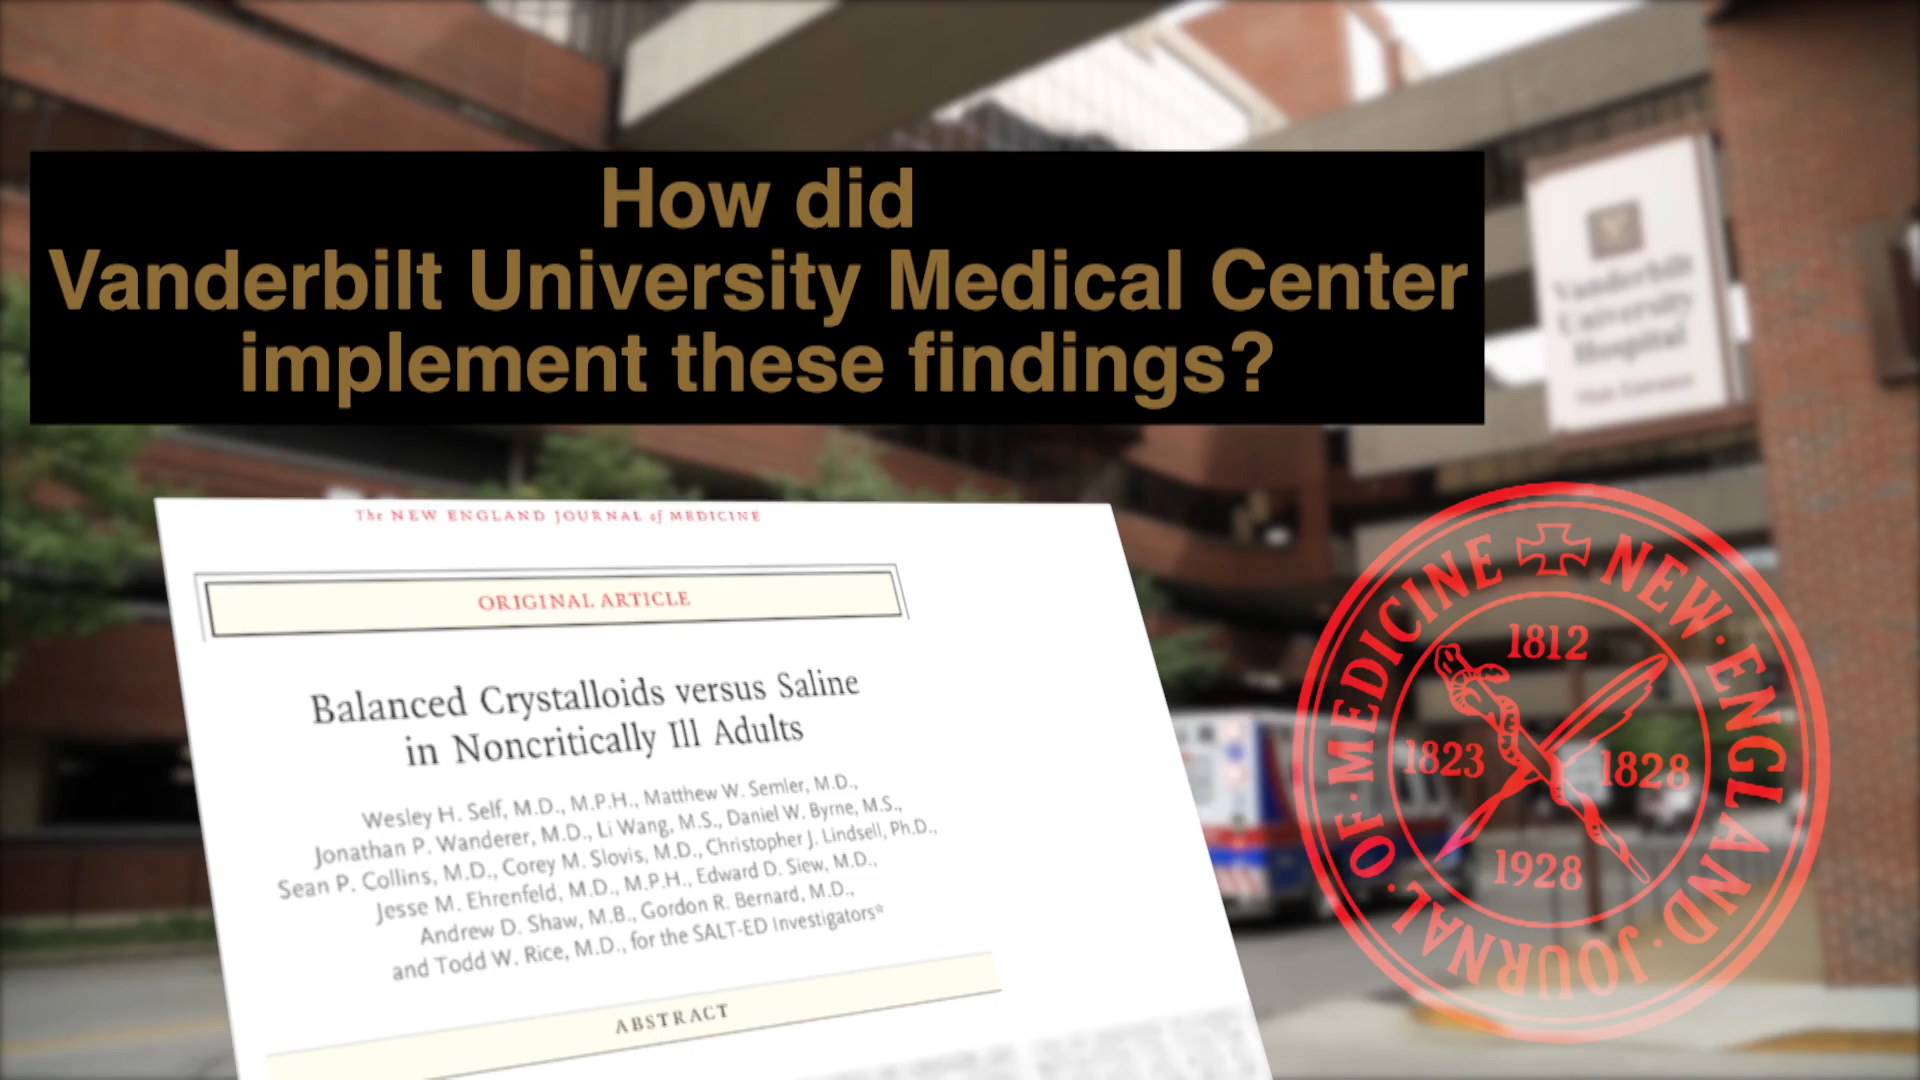 How did
Vanderbilt University Medical Center
implement these findings?
Vanderbilt
University
Hospital
The NEW ENGLAND JOURNAL of MEDICINE
ORIGINAL ARTICLE
Balanced Crystalloids versus Saline
in Noncritically Ill Adults
Wesley H. Self, M.D., M.P.H., Matthew W. Semler, M.D.,
Jonathan P. Wanderer, M.D., Li Wang, M.S., Daniel W. Byrne, M.S.,
Sean P. Collins, M.D., Corey M. Slovis, M.D., Christopher J. Lindsell, Ph.D.,
Jesse M. Ehrenfeld, M.D., M.P.H., Edward D. Siew, M.D.,
Andrew D. Shaw, M.B., Gordon R. Bernard, M.D.,
and Todd W. Rice, M.D., for the SALT-ED Investigators*
ABSTRACT
NEW·ENGLAND·JOURNAL·OF·MEDICINE
1812
1823
1828
1928